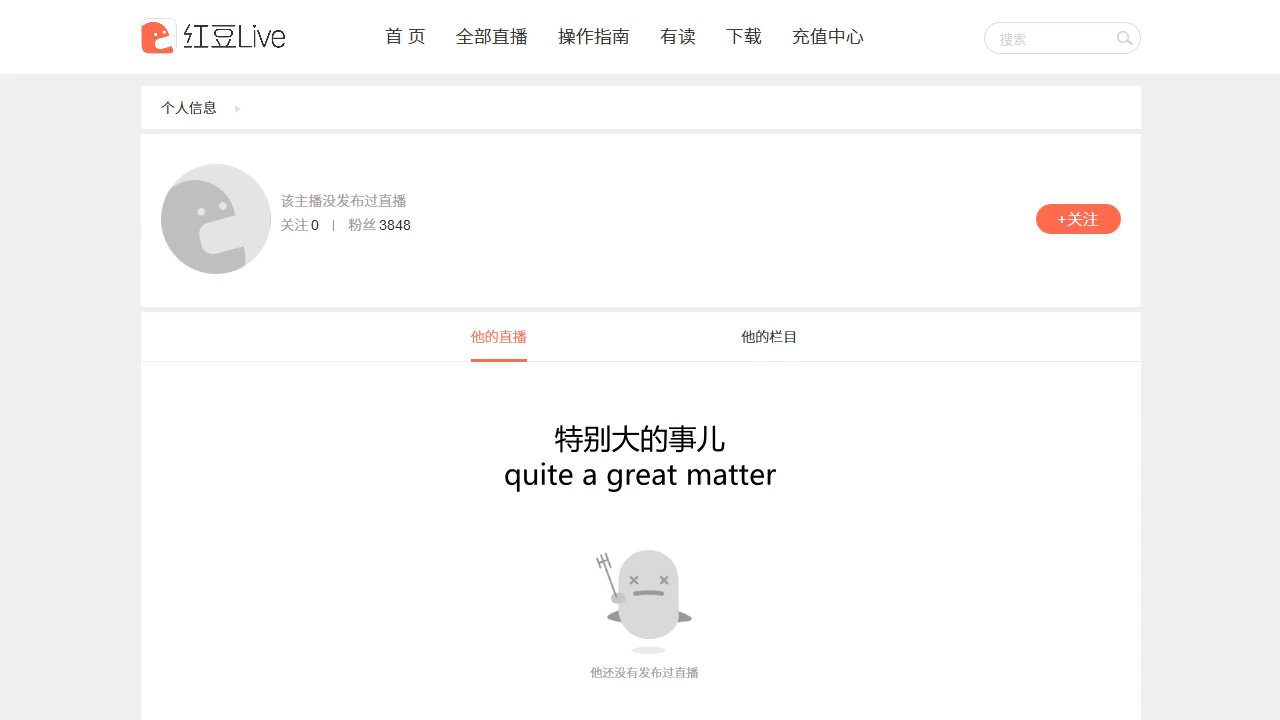 红豆Live
首 页
全部直播
操作指南
有读
下载
充值中心
搜索
个人信息
该主播没发布过直播
关注 0 | 粉丝 3848
+关注
他的直播
他的栏目
特别大的事儿
quite a great matter
他还没有发布过直播